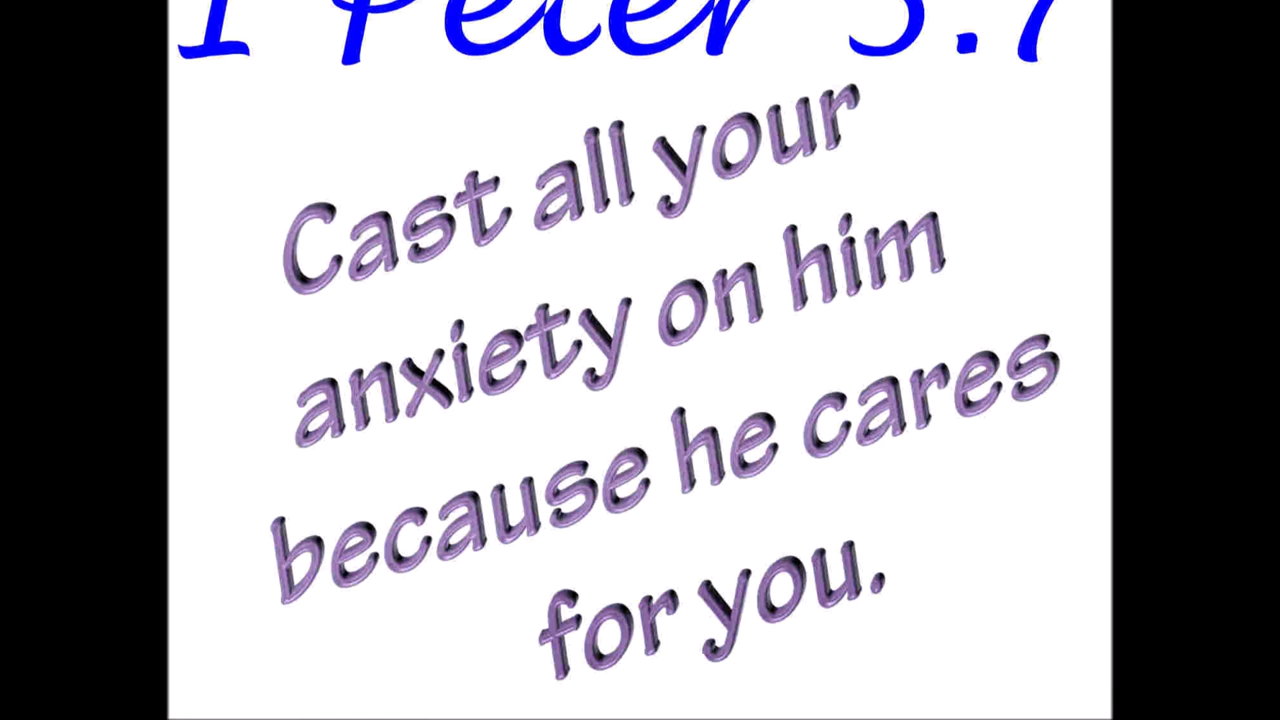 1 Peter 5:7
Cast all your
anxiety on him
because he cares
for you.